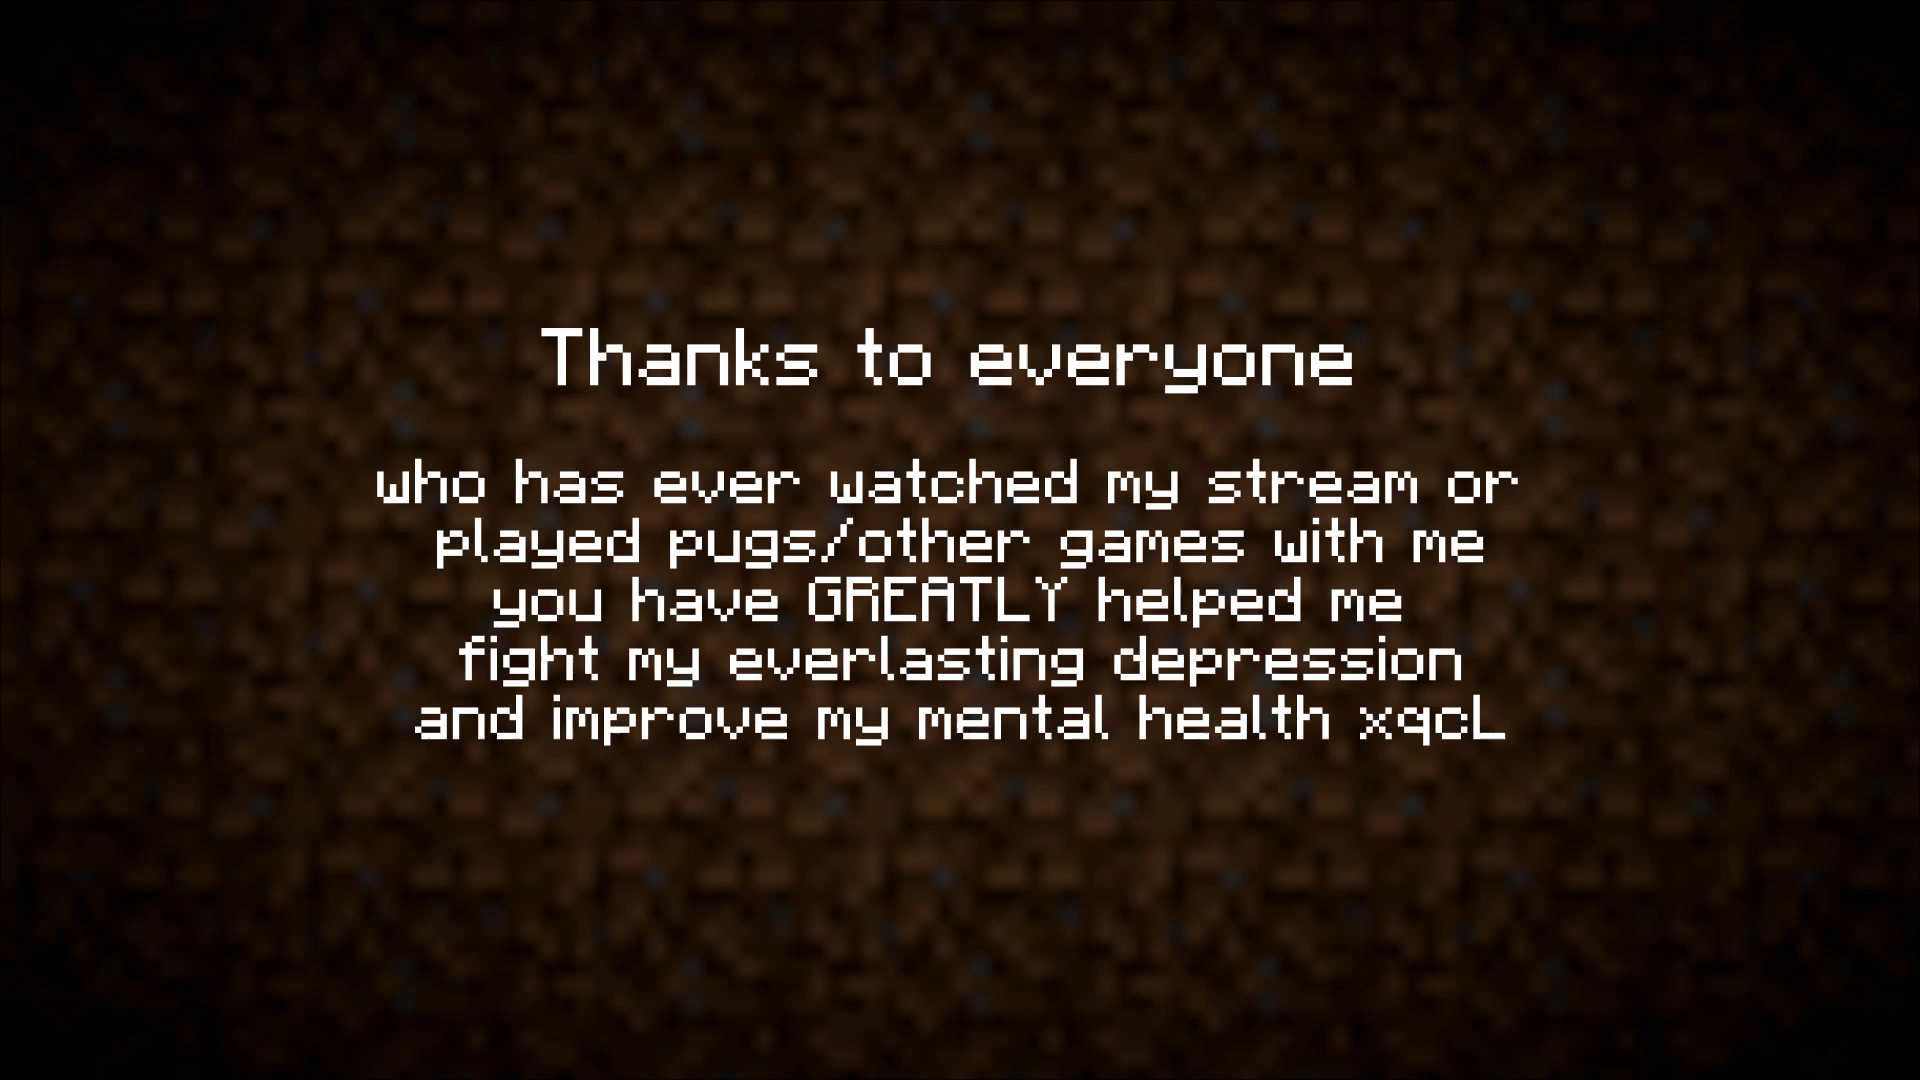 Thanks to everyone
who has ever watched my stream or
played pugs/other games with me
you have GREATLY helped me
fight my everlasting depression
and improve my mental health xqcL